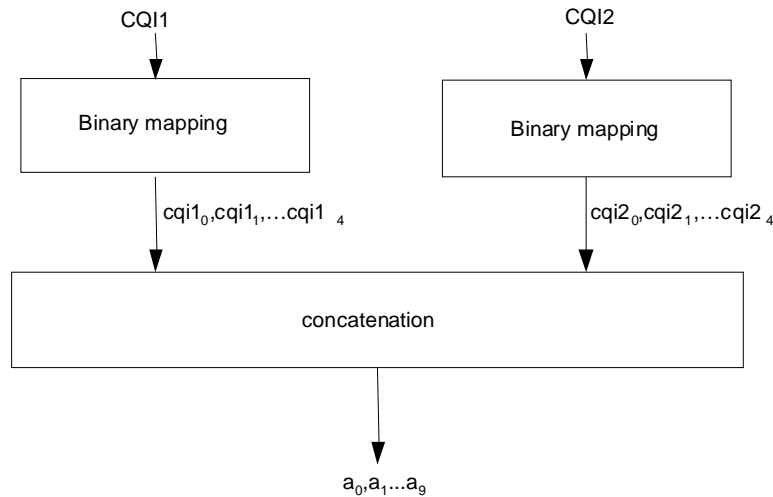 CQI1
CQI2
Binary mapping
Binary mapping
cqi1₀,cqi1₁,…cqi1 ₄
cqi2₀,cqi2₁,…cqi2 ₄
concatenation
a₀,a₁...a₉